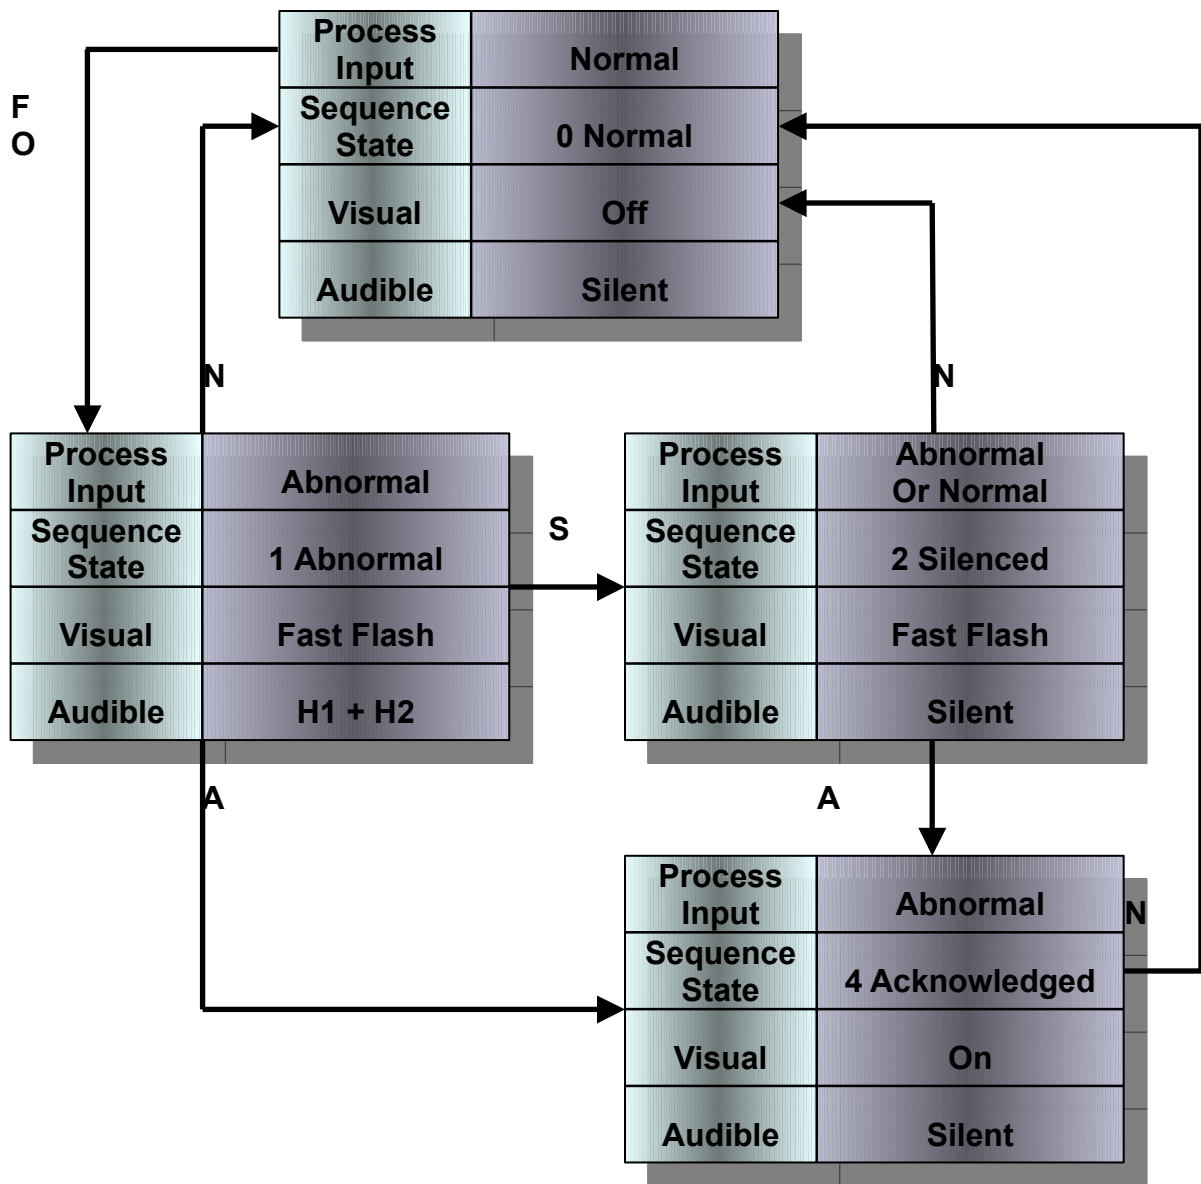 F
O
Process
Input
Normal
Sequence
State
0 Normal
Visual
Off
Audible
Silent
N
N
Process
Input
Abnormal
Sequence
State
1 Abnormal
Visual
Fast Flash
Audible
H1 + H2
S
Process
Input
Abnormal
Or Normal
Sequence
State
2 Silenced
Visual
Fast Flash
Audible
Silent
A
A
Process
Input
Abnormal
Sequence
State
4 Acknowledged
Visual
On
Audible
Silent
N